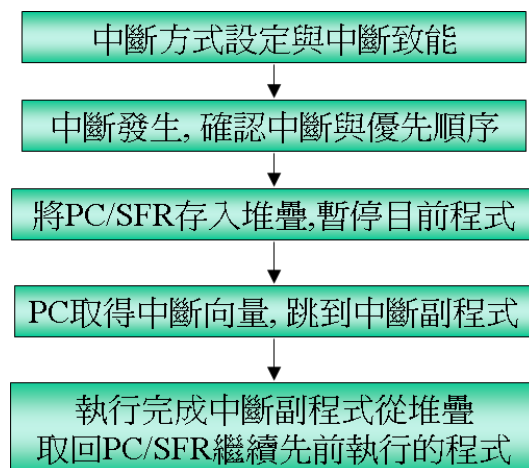 中斷方式設定與中斷致能
中斷發生, 確認中斷與優先順序
將PC/SFR存入堆疊,暫停目前程式
PC取得中斷向量, 跳到中斷副程式
執行完成中斷副程式從堆疊
取回PC/SFR繼續先前執行的程式